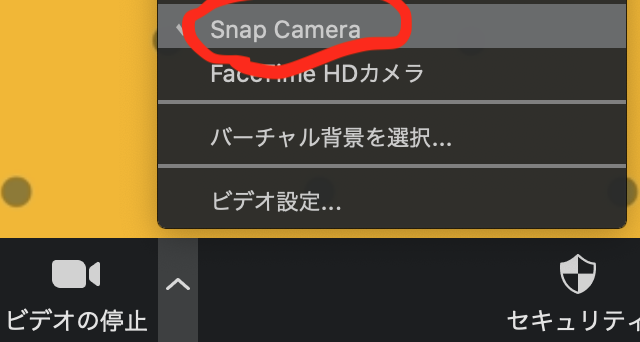 Snap Camera
FaceTime HDカメラ
バーチャル背景を選択...
ビデオ設定...
ビデオの停止
セキュリティ